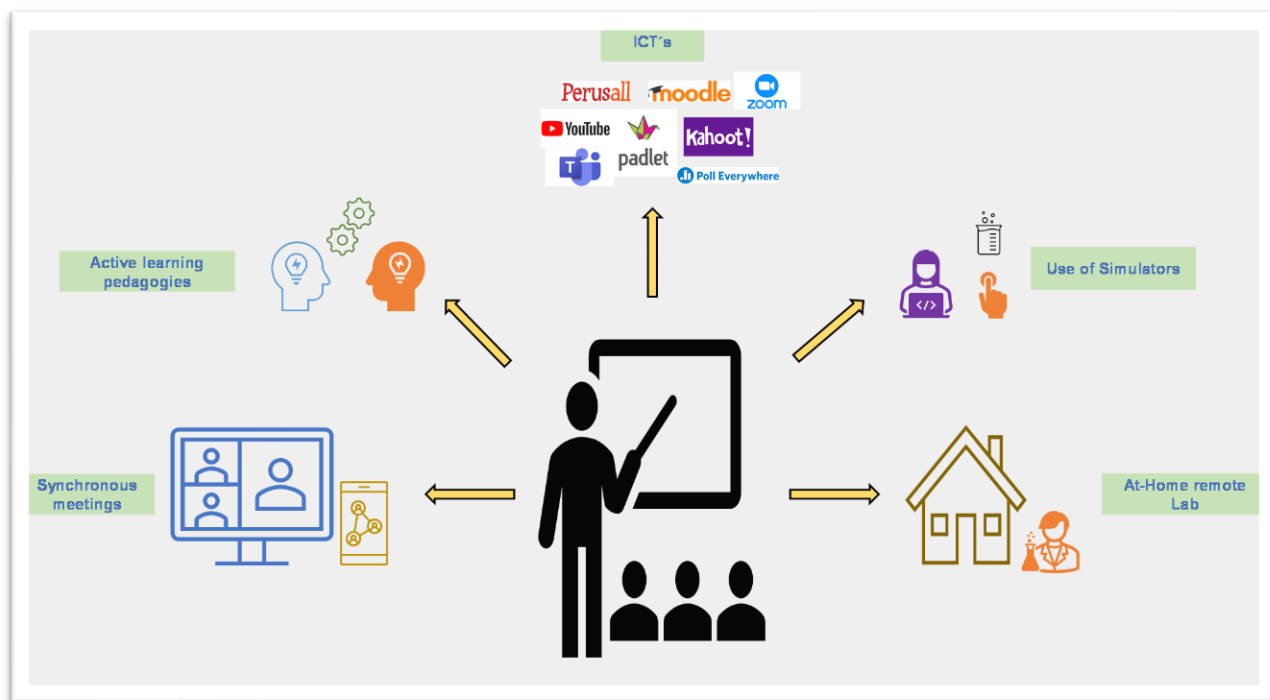 ICT´s
Perusall moodle zoom
YouTube padlet Kahoot!
T
Poll Everywhere
Active learning
pedagogies
</>
Use of Simulators
Synchronous
meetings
At-Home remote
Lab